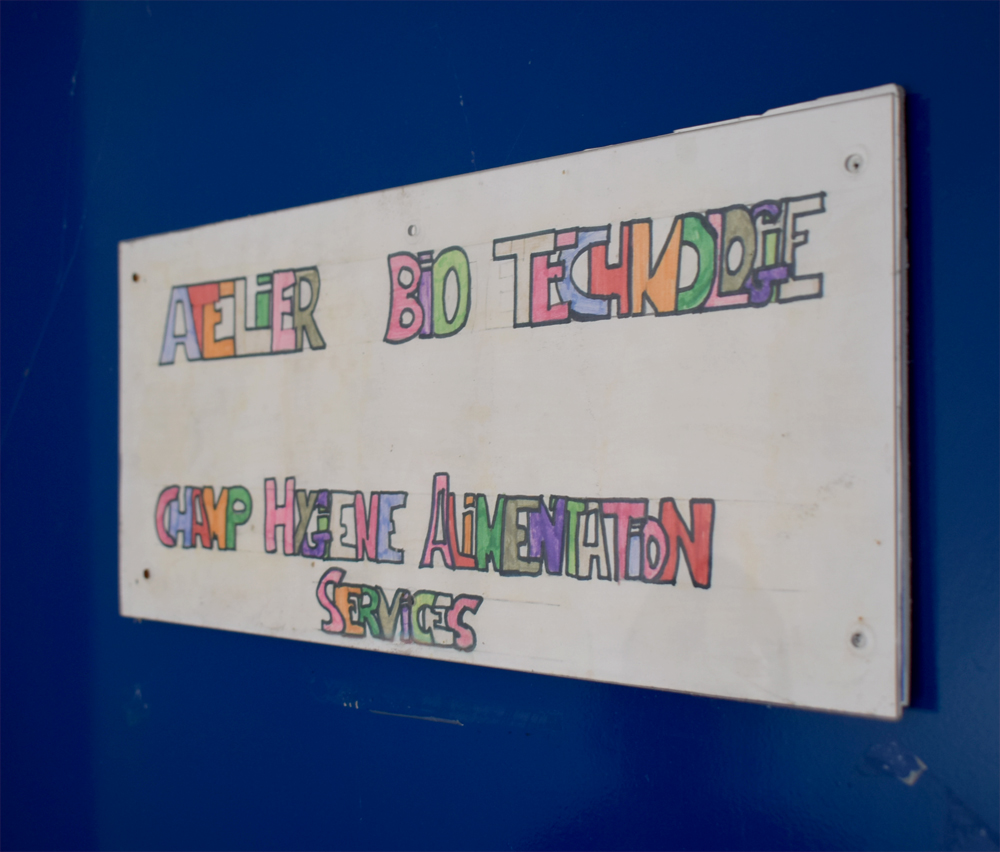 ATELiER BiO TECHNOLOGiE
CHAMP HYGiENE ALiMENTATiON
SERViCES